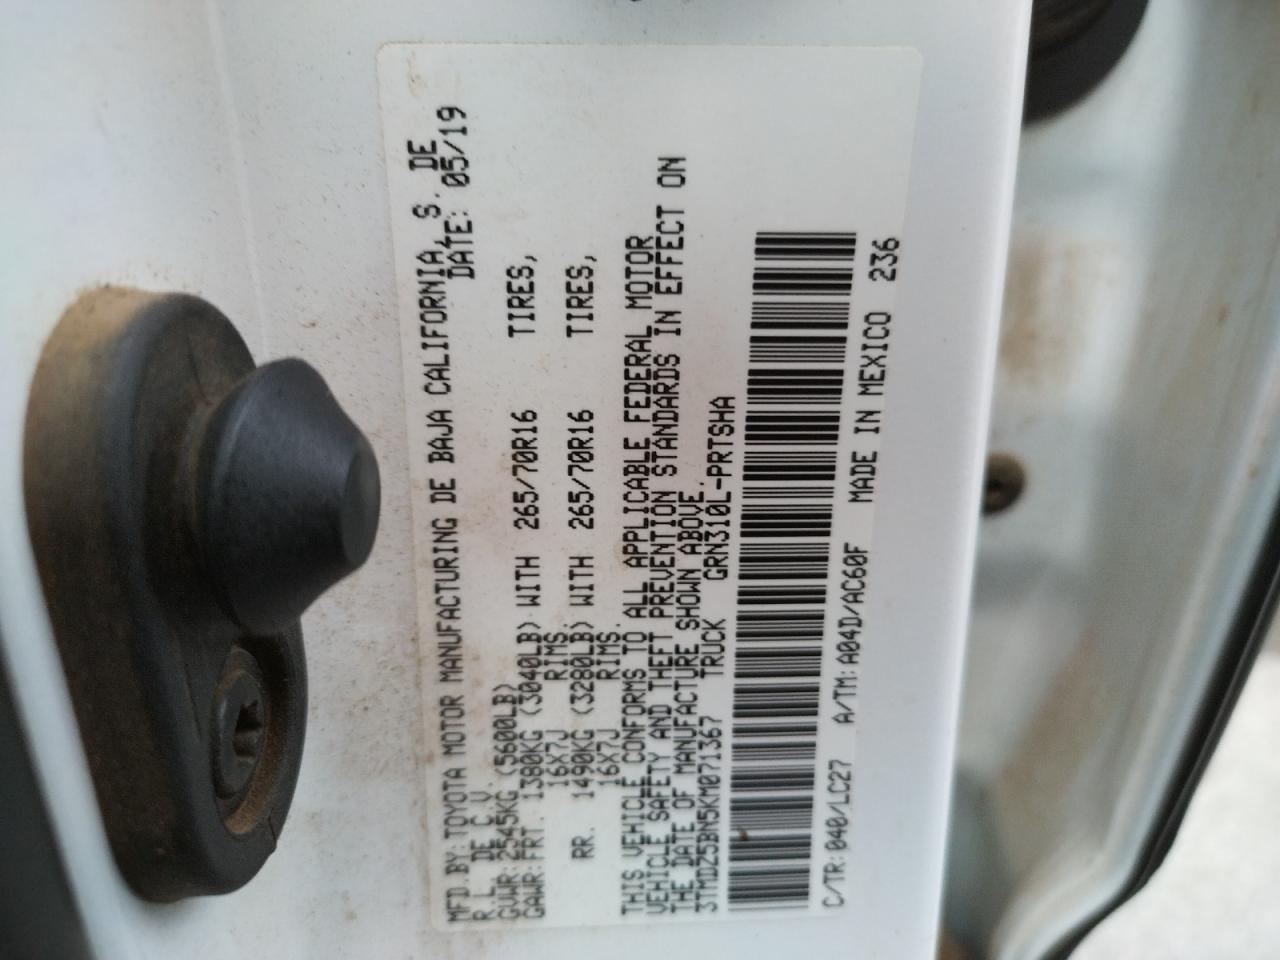 MFD.BY:TOYOTA MOTOR MANUFACTURING DE BAJA CALIFORNIA, S. DE
R.L. DE C.V. DATE: 05/19
GVWR:2545KG (5600LB)
GAWR:FRT. 1380KG (3040LB) WITH 265/70R16 TIRES,
16X7J RIMS.
RR. 1490KG (3280LB) WITH 265/70R16 TIRES,
16X7J RIMS.
THIS VEHICLE CONFORMS TO ALL APPLICABLE FEDERAL MOTOR
VEHICLE SAFETY AND THEFT PREVENTION STANDARDS IN EFFECT ON
THE DATE OF MANUFACTURE SHOWN ABOVE.
3TMDZ5BN5KM071367 TRUCK GRN310L-PRTSHA
C/TR:040/LC27 A/TM:A04D/AC60F MADE IN MEXICO 236